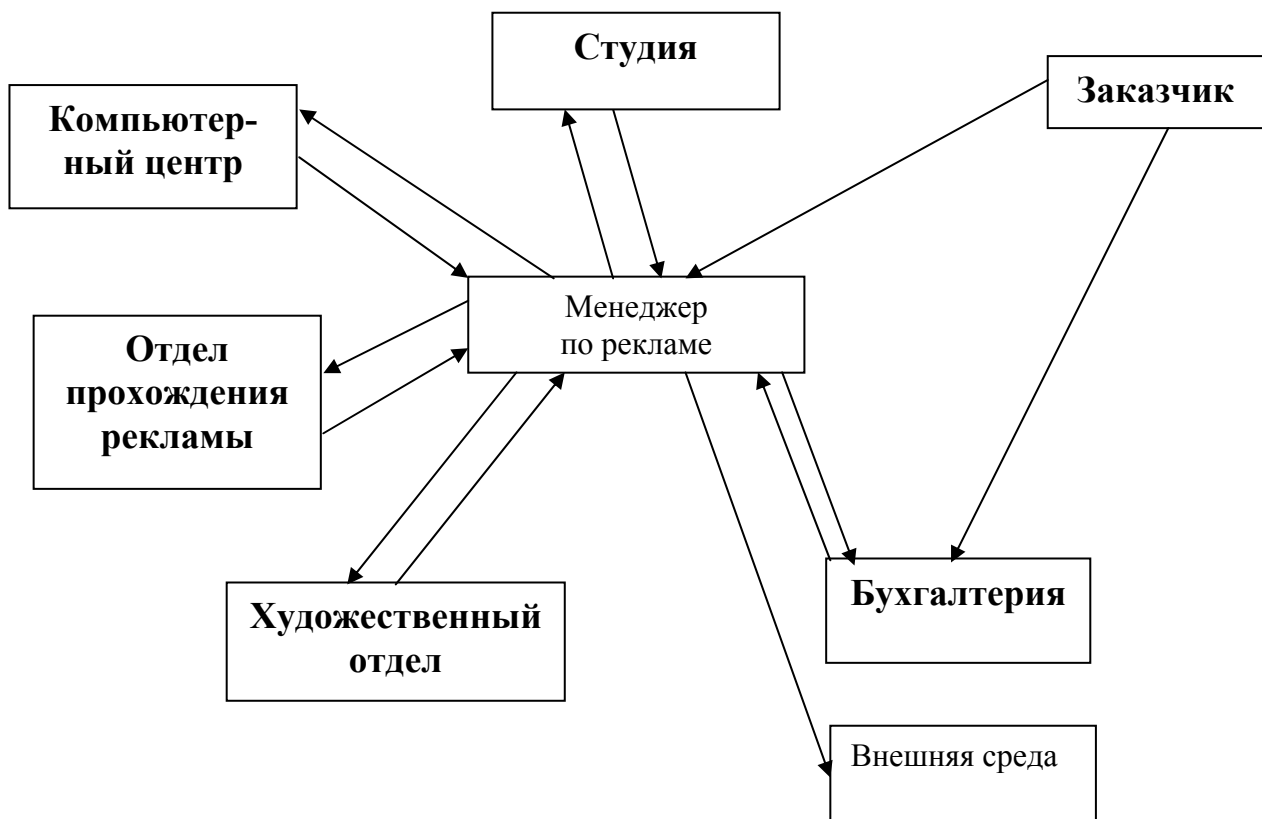 Студия
Заказчик
Компьютер-
ный центр
Менеджер
по рекламе
Отдел
прохождения
рекламы
Художественный
отдел
Бухгалтерия
Внешняя среда